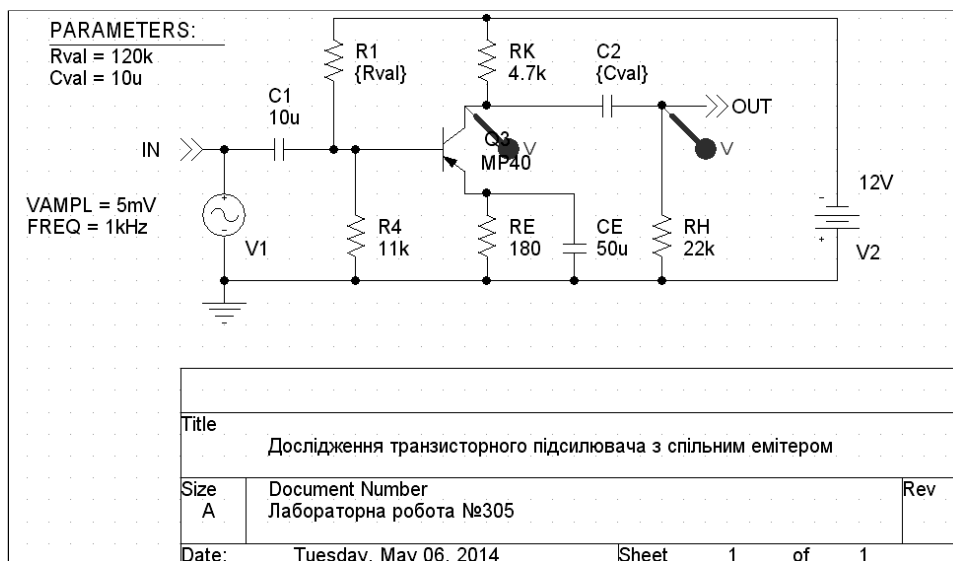 PARAMETERS:
Rval = 120k
Cval = 10u
R1
{Rval}
RK
4.7k
C2
{Cval}
C1
10u
OUT
IN
Q3
MP40
V
V
12V
VAMPL = 5mV
FREQ = 1kHz
V1
R4
11k
RE
180
CE
50u
RH
22k
V2
Title
Дослідження транзисторного підсилювача з спільним емітером
Size
A
Document Number
Лабораторна робота №305
Rev
Date: Tuesday, May 06, 2014 Sheet 1 of 1